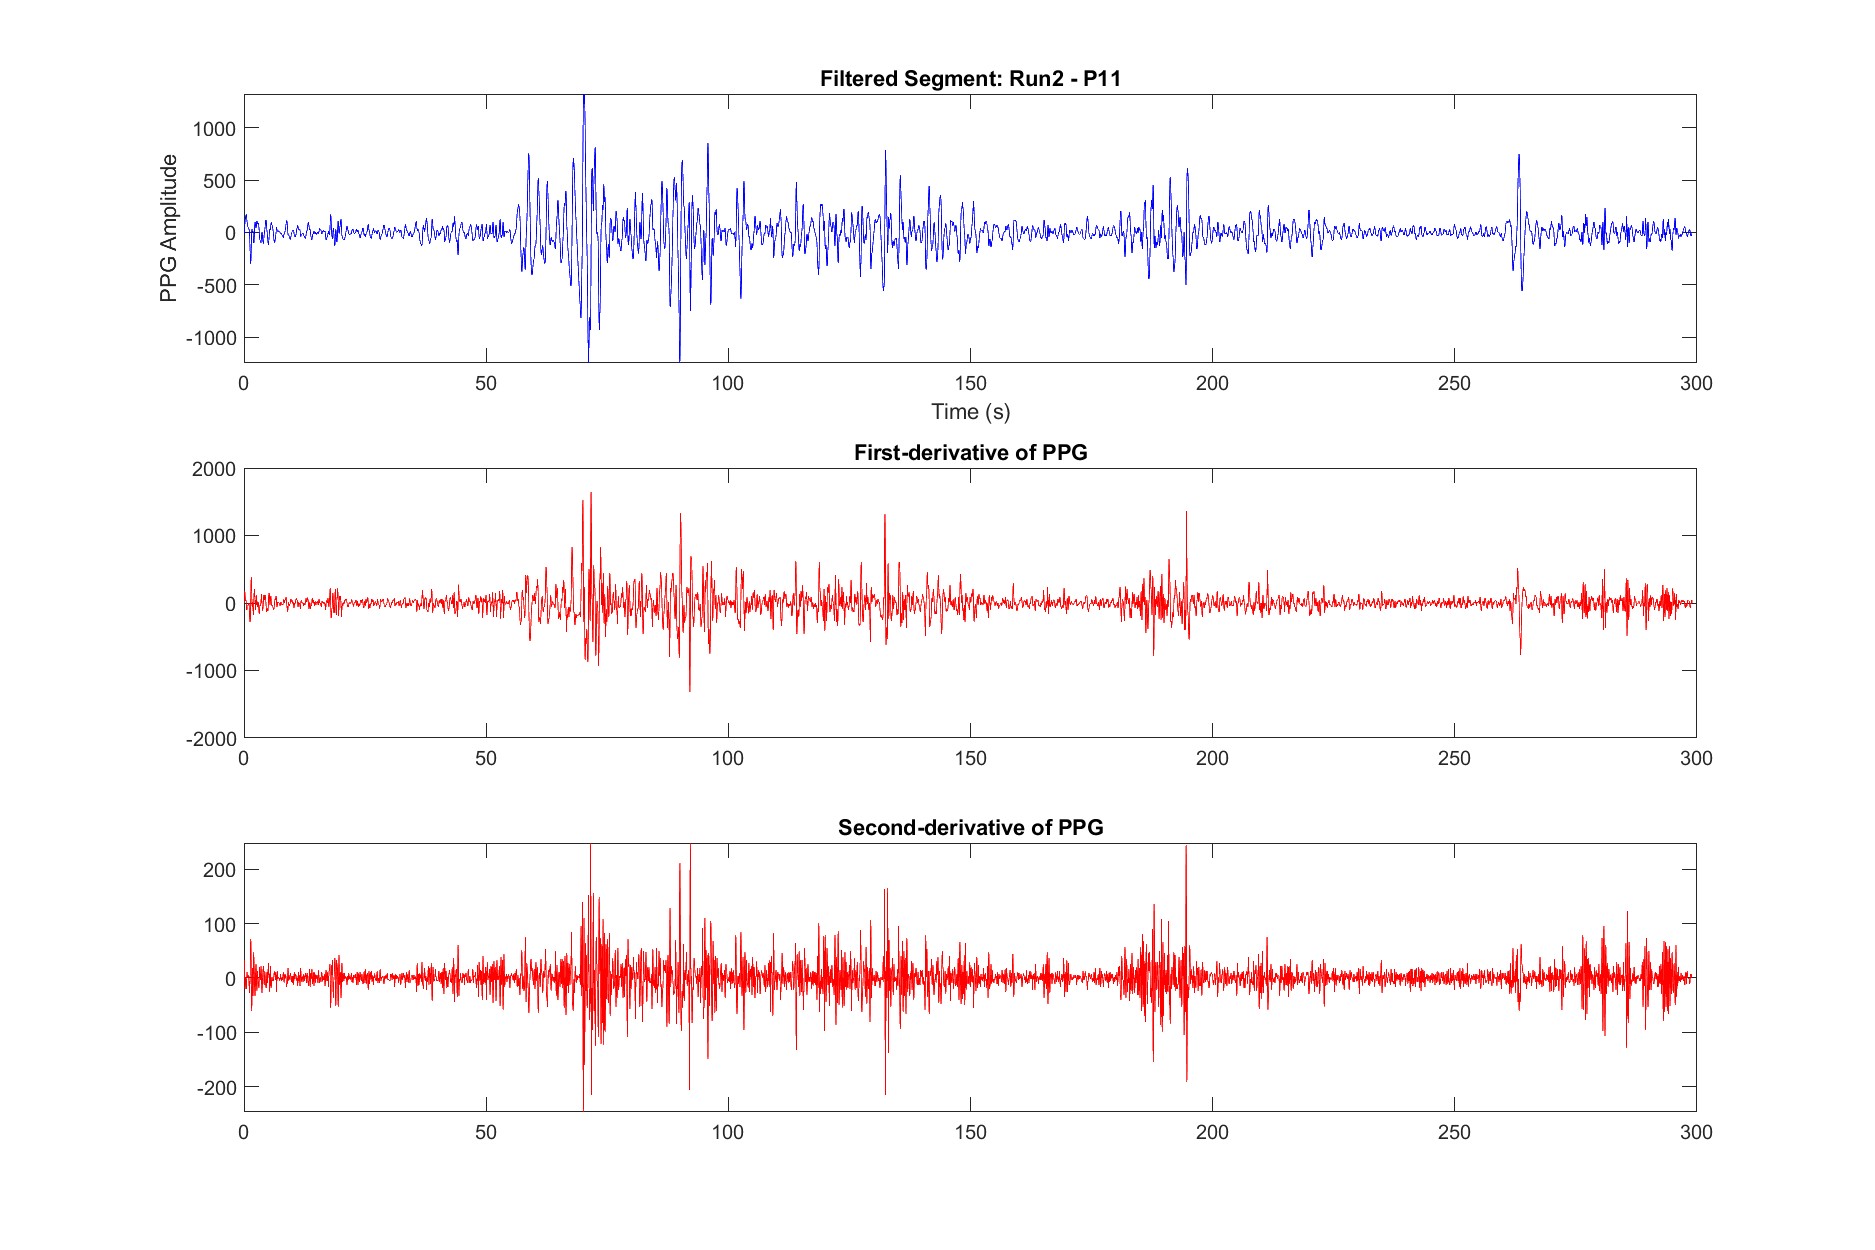 Filtered Segment: Run2 - P11
PPG Amplitude
1000
500
0
-500
-1000
0 50 100 150 200 250 300
Time (s)
First-derivative of PPG
2000
1000
0
-1000
-2000
0 50 100 150 200 250 300
Second-derivative of PPG
200
100
0
-100
-200
0 50 100 150 200 250 300